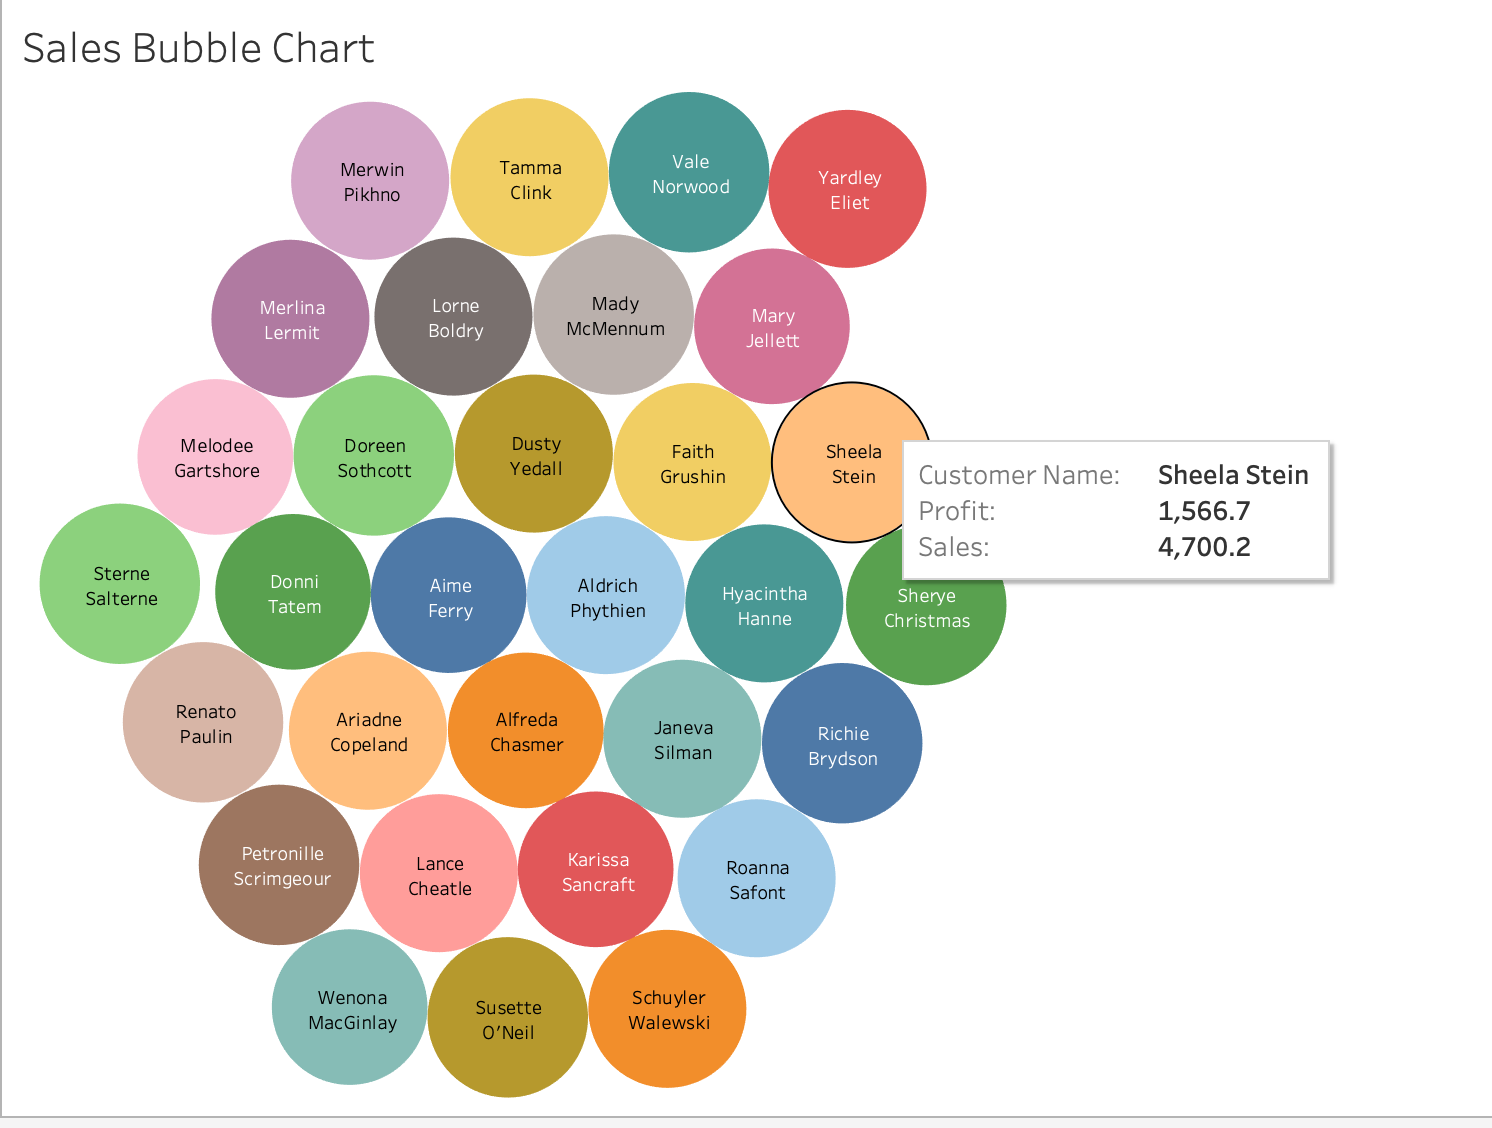 Sales Bubble Chart
Merwin
Pikhno
Tamma
Clink
Vale
Norwood
Yardley
Eliet
Merlina
Lermit
Lorne
Boldry
Mady
McMennum
Mary
Jellett
Melodee
Gartshore
Doreen
Sothcott
Dusty
Yedall
Faith
Grushin
Sheela
Stein
Customer Name: Sheela Stein
Profit: 1,566.7
Sales: 4,700.2
Sterne
Salterne
Donni
Tatem
Aime
Ferry
Aldrich
Phythien
Hyacintha
Hanne
Sherye
Christmas
Renato
Paulin
Ariadne
Copeland
Alfreda
Chasmer
Janeva
Silman
Richie
Brydson
Petronille
Scrimgeour
Lance
Cheatle
Karissa
Sancraft
Roanna
Safont
Wenona
MacGinlay
Susette
O’Neil
Schuyler
Walewski